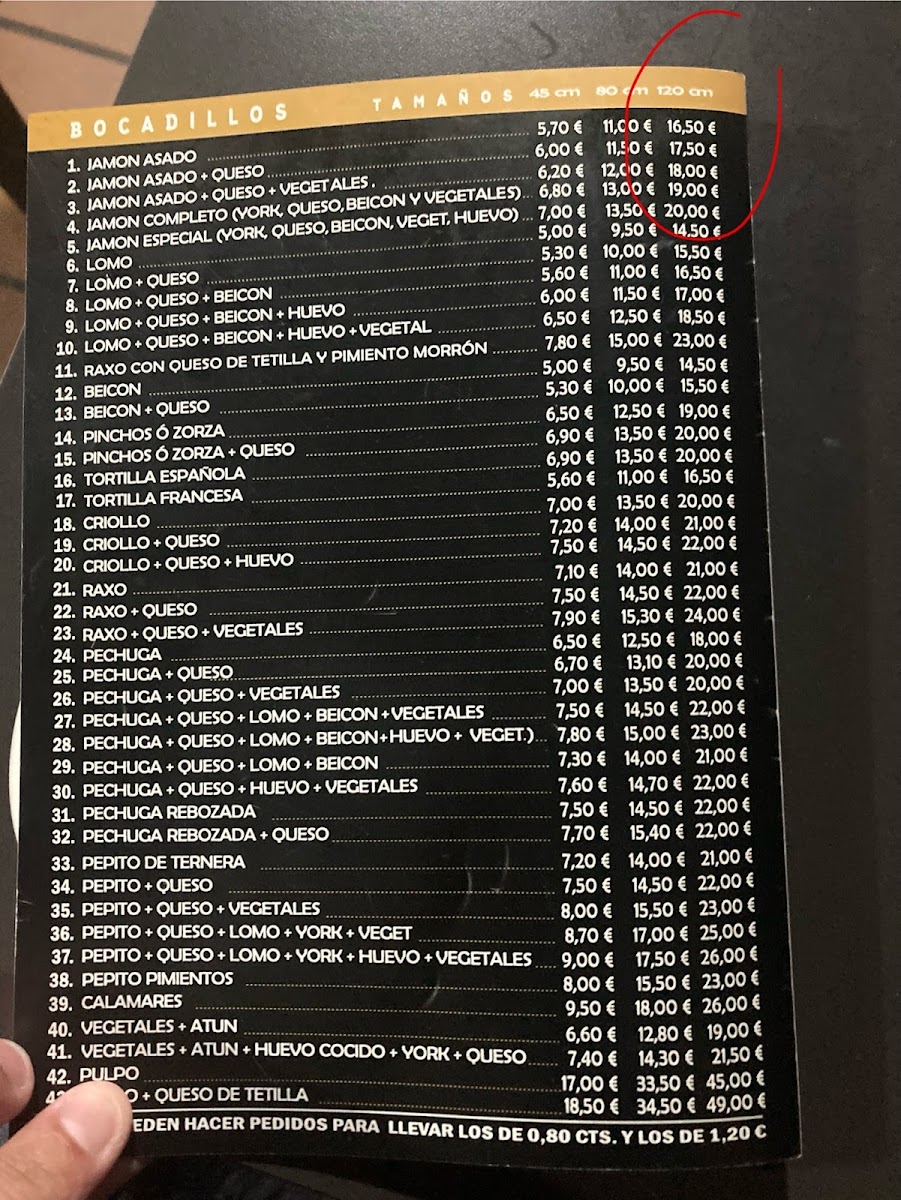 BOCADILLOS TAMAÑOS 45 cm 80 cm 120 cm
1. JAMON ASADO 5,70 € 11,00 € 16,50 €
2. JAMON ASADO + QUESO 6,00 € 11,50 € 17,50 €
3. JAMON ASADO + QUESO + VEGETALES 6,20 € 12,00 € 18,00 €
4. JAMON COMPLETO (YORK, QUESO, BEICON Y VEGETALES) 6,80 € 13,00 € 19,00 €
5. JAMON ESPECIAL (YORK, QUESO, BEICON, VEGET, HUEVO) 7,00 € 13,50 € 20,00 €
6. LOMO 5,00 € 9,50 € 14,50 €
7. LOMO + QUESO 5,30 € 10,00 € 15,50 €
8. LOMO + QUESO + BEICON 5,60 € 11,00 € 16,50 €
9. LOMO + QUESO + BEICON + HUEVO 6,00 € 11,50 € 17,00 €
10. LOMO + QUESO + BEICON + HUEVO + VEGETAL 6,50 € 12,50 € 18,50 €
11. RAXO CON QUESO DE TETILLA Y PIMIENTO MORRÓN 7,80 € 15,00 € 23,00 €
12. BEICON 5,00 € 9,50 € 14,50 €
13. BEICON + QUESO 5,30 € 10,00 € 15,50 €
14. PINCHOS Ó ZORZA 6,50 € 12,50 € 19,00 €
15. PINCHOS Ó ZORZA + QUESO 6,90 € 13,50 € 20,00 €
16. TORTILLA ESPAÑOLA 6,90 € 13,50 € 20,00 €
17. TORTILLA FRANCESA 5,60 € 11,00 € 16,50 €
18. CRIOLLO 7,00 € 13,50 € 20,00 €
19. CRIOLLO + QUESO 7,20 € 14,00 € 21,00 €
20. CRIOLLO + QUESO + HUEVO 7,50 € 14,50 € 22,00 €
21. RAXO 7,10 € 14,00 € 21,00 €
22. RAXO + QUESO 7,50 € 14,50 € 22,00 €
23. RAXO + QUESO + VEGETALES 7,90 € 15,30 € 24,00 €
24. PECHUGA 6,50 € 12,50 € 18,00 €
25. PECHUGA + QUESO 6,70 € 13,10 € 20,00 €
26. PECHUGA + QUESO + VEGETALES 7,00 € 13,50 € 20,00 €
27. PECHUGA + QUESO + LOMO + BEICON + VEGETALES 7,50 € 14,50 € 22,00 €
28. PECHUGA + QUESO + LOMO + BEICON+HUEVO + VEGET.) 7,80 € 15,00 € 23,00 €
29. PECHUGA + QUESO + LOMO + BEICON 7,30 € 14,00 € 21,00 €
30. PECHUGA + QUESO + HUEVO + VEGETALES 7,60 € 14,70 € 22,00 €
31. PECHUGA REBOZADA 7,50 € 14,50 € 22,00 €
32. PECHUGA REBOZADA + QUESO 7,70 € 15,40 € 22,00 €
33. PEPITO DE TERNERA 7,20 € 14,00 € 21,00 €
34. PEPITO + QUESO 7,50 € 14,50 € 22,00 €
35. PEPITO + QUESO + VEGETALES 8,00 € 15,50 € 23,00 €
36. PEPITO + QUESO + LOMO + YORK + VEGET 8,70 € 17,00 € 25,00 €
37. PEPITO + QUESO + LOMO + YORK + HUEVO + VEGETALES 9,00 € 17,50 € 26,00 €
38. PEPITO PIMIENTOS 8,00 € 15,50 € 23,00 €
39. CALAMARES 9,50 € 18,00 € 26,00 €
40. VEGETALES + ATUN 6,60 € 12,80 € 19,00 €
41. VEGETALES + ATUN + HUEVO COCIDO + YORK + QUESO 7,40 € 14,30 € 21,50 €
42. PULPO 17,00 € 33,50 € 45,00 €
+ QUESO DE TETILLA 18,50 € 34,50 € 49,00 €
HACER PEDIDOS PARA LLEVAR LOS DE 0,80 CTS. Y LOS DE 1,20 €